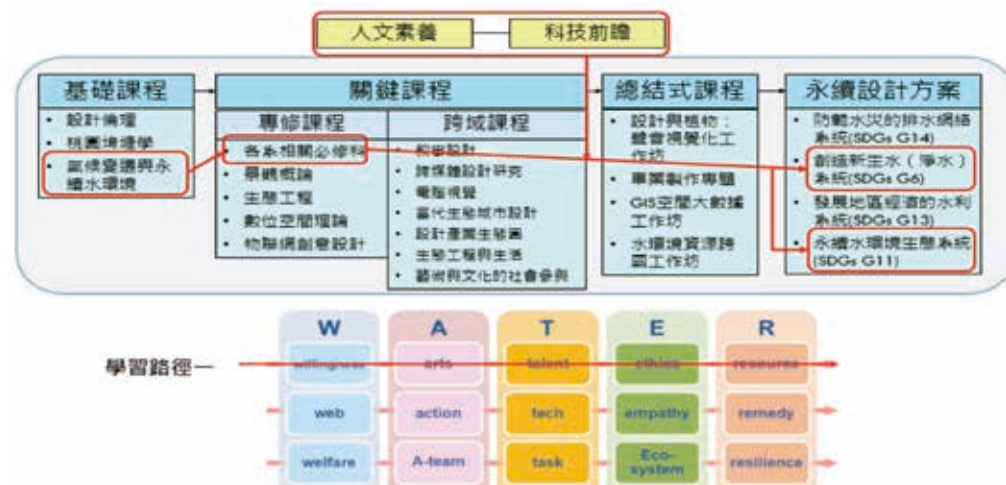 人文素養
科技前瞻
基礎課程
• 設計倫理
• 桃園埤塘學
• 氣候變遷與永
續水環境
關鍵課程
專修課程
• 各系相關必修科
• 景觀概論
• 生態工程
• 數位空間理論
• 物聯網創意設計
跨域課程
• 教學設計
• 跨媒體設計研究
• 電腦視覺
• 當代生態城市設計
• 設計產業生態圈
• 生態工程與生活
• 藝術與文化的社會參與
總結式課程
• 設計與植物：
聲音視覺化工
作坊
• 畢業製作專題
• GIS空間大數據
工作坊
• 水環境資源跨
國工作坊
永續設計方案
• 防範水災的排水網絡
系統(SDGs G14)
• 創造新生水（淨水）
系統(SDGs G6)
• 發展地區經濟的水利
系統(SDGs G13)
• 永續水環境生態系統
(SDGs G11)
W A T E R
學習路徑一
willingness arts talent ethics resource
web action tech empathy remedy
welfare A-team task Eco-
system resilience